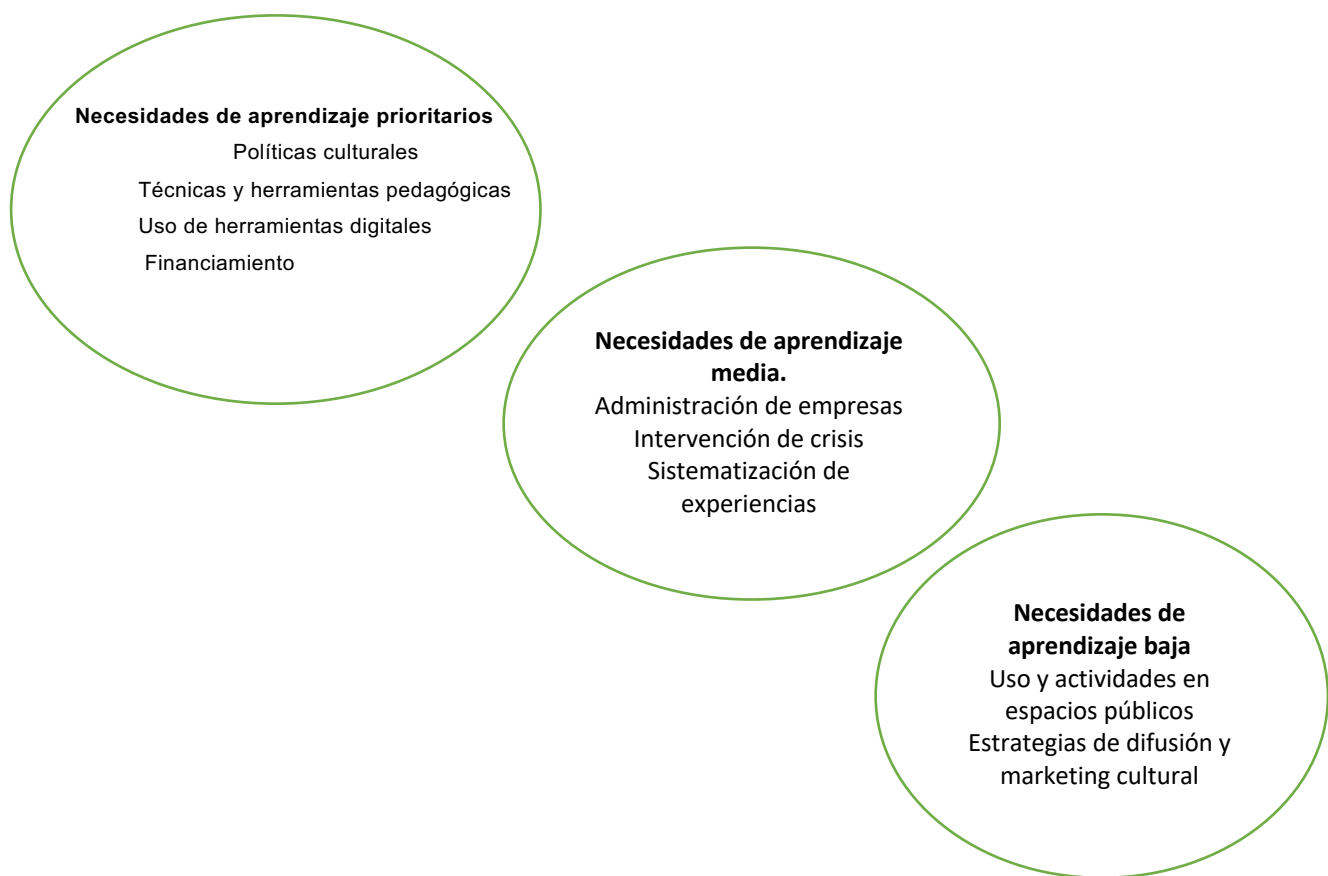 Necesidades de aprendizaje prioritarios
Políticas culturales
Técnicas y herramientas pedagógicas
Uso de herramientas digitales
Financiamiento
Necesidades de aprendizaje
media.
Administración de empresas
Intervención de crisis
Sistematización de
experiencias
Necesidades de
aprendizaje baja
Uso y actividades en
espacios públicos
Estrategias de difusión y
marketing cultural